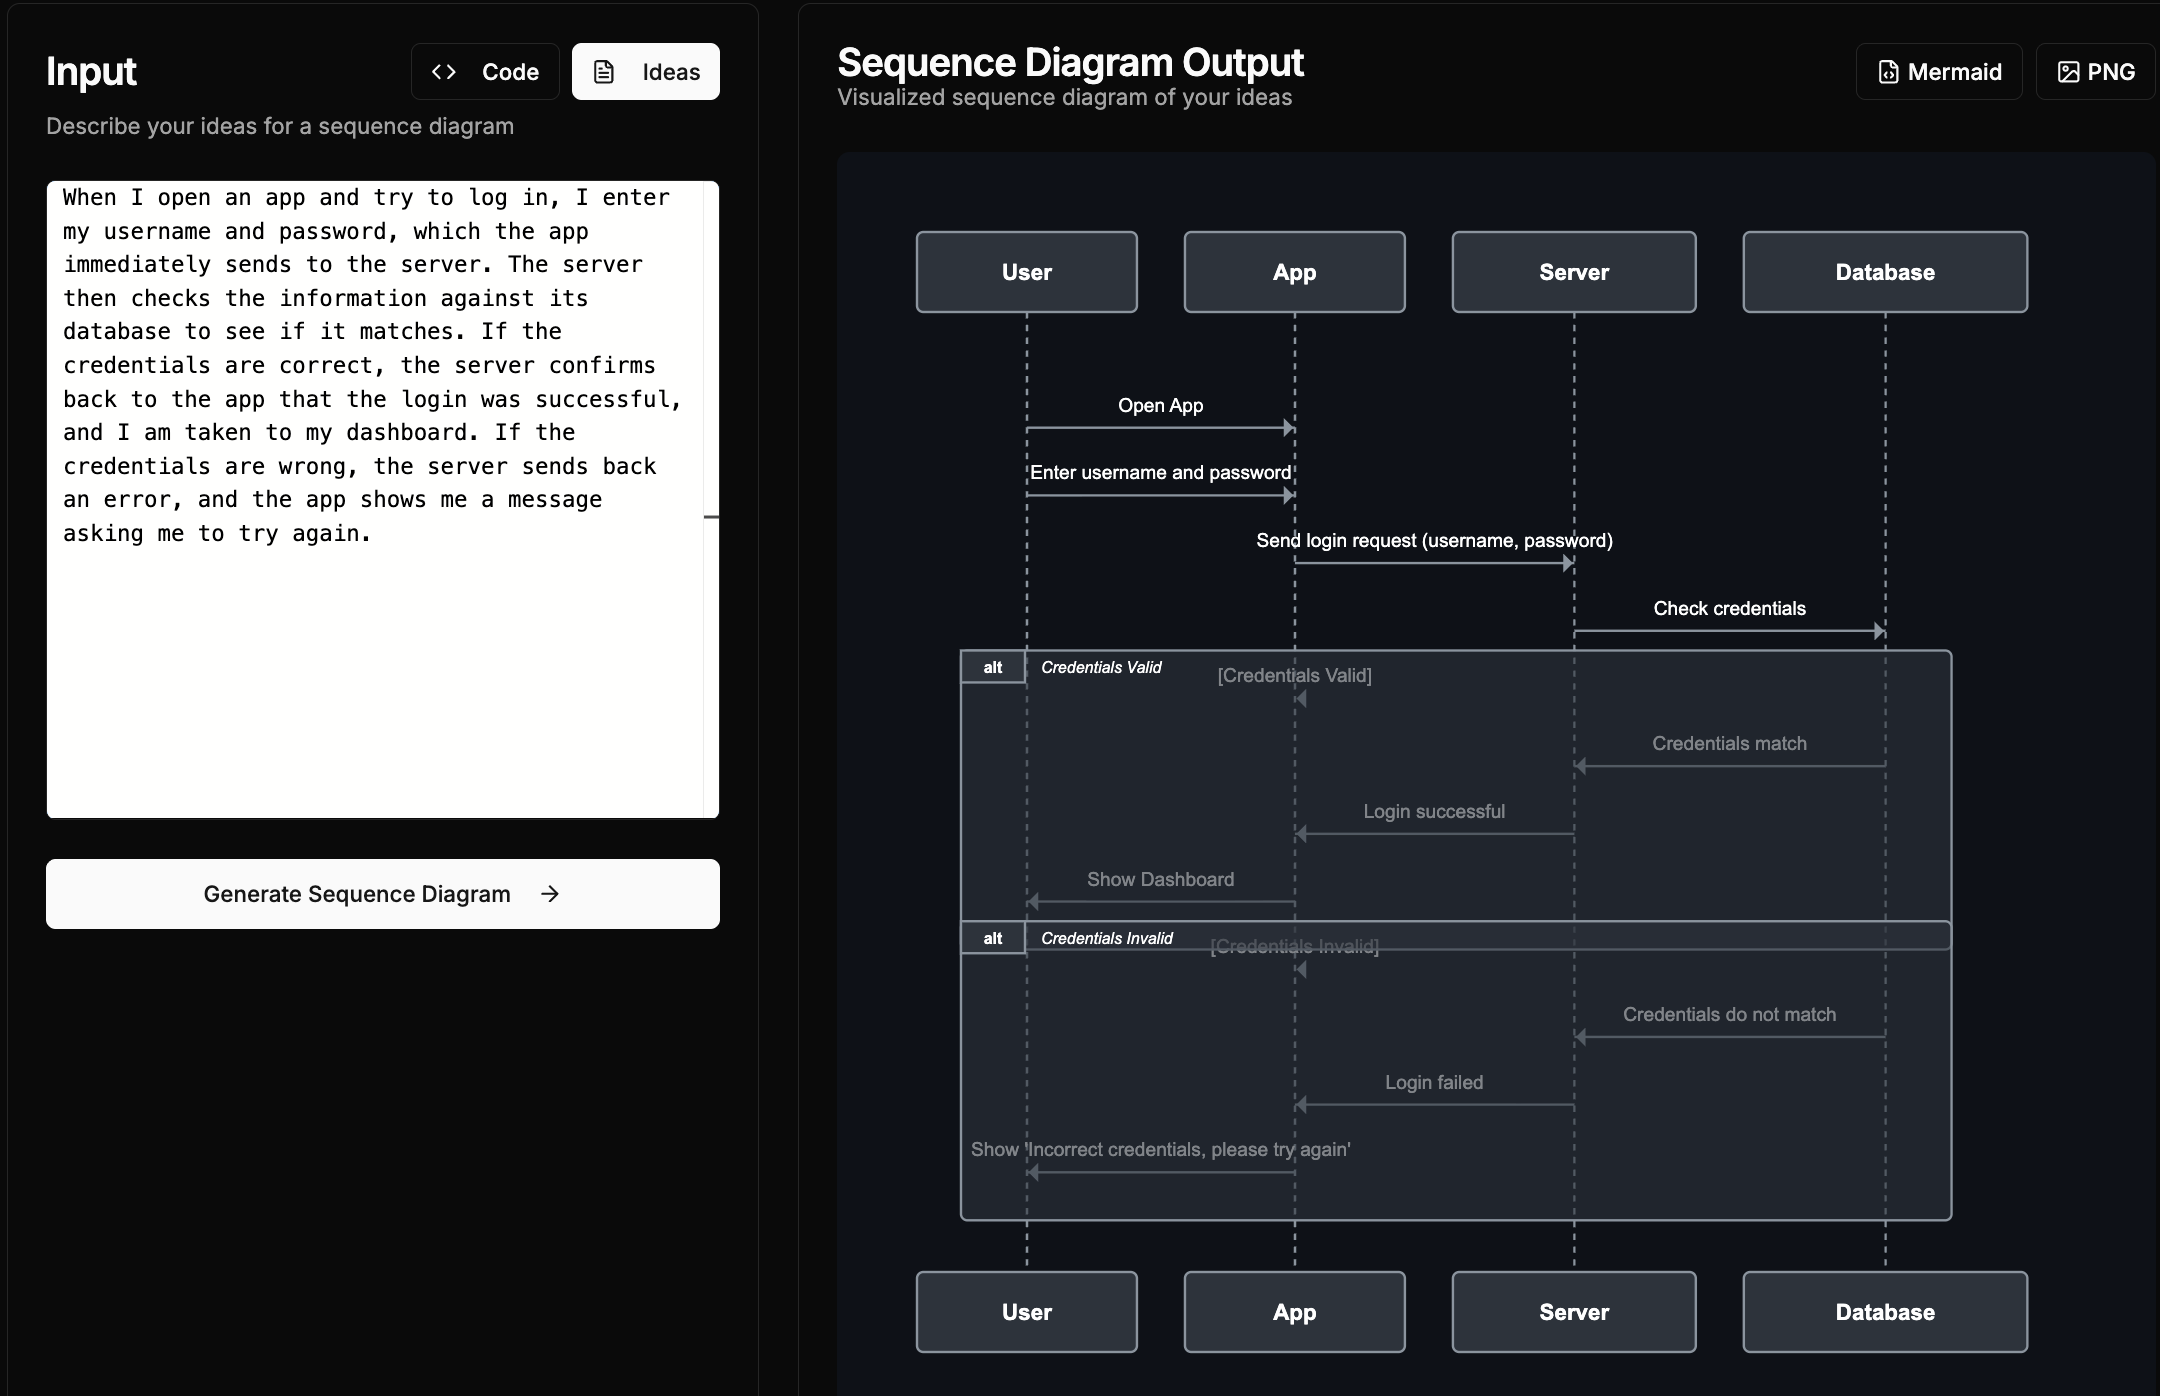 Input
Code
Ideas
Describe your ideas for a sequence diagram
When I open an app and try to log in, I enter
my username and password, which the app
immediately sends to the server. The server
then checks the information against its
database to see if it matches. If the
credentials are correct, the server confirms
back to the app that the login was successful,
and I am taken to my dashboard. If the
credentials are wrong, the server sends back
an error, and the app shows me a message
asking me to try again.
Generate Sequence Diagram
Sequence Diagram Output
Visualized sequence diagram of your ideas
Mermaid
PNG
User
App
Server
Database
Open App
Enter username and password
Send login request (username, password)
Check credentials
alt
Credentials Valid
[Credentials Valid]
Credentials match
Login successful
Show Dashboard
alt
Credentials Invalid
[Credentials Invalid]
Credentials do not match
Login failed
Show 'Incorrect credentials, please try again'
User
App
Server
Database